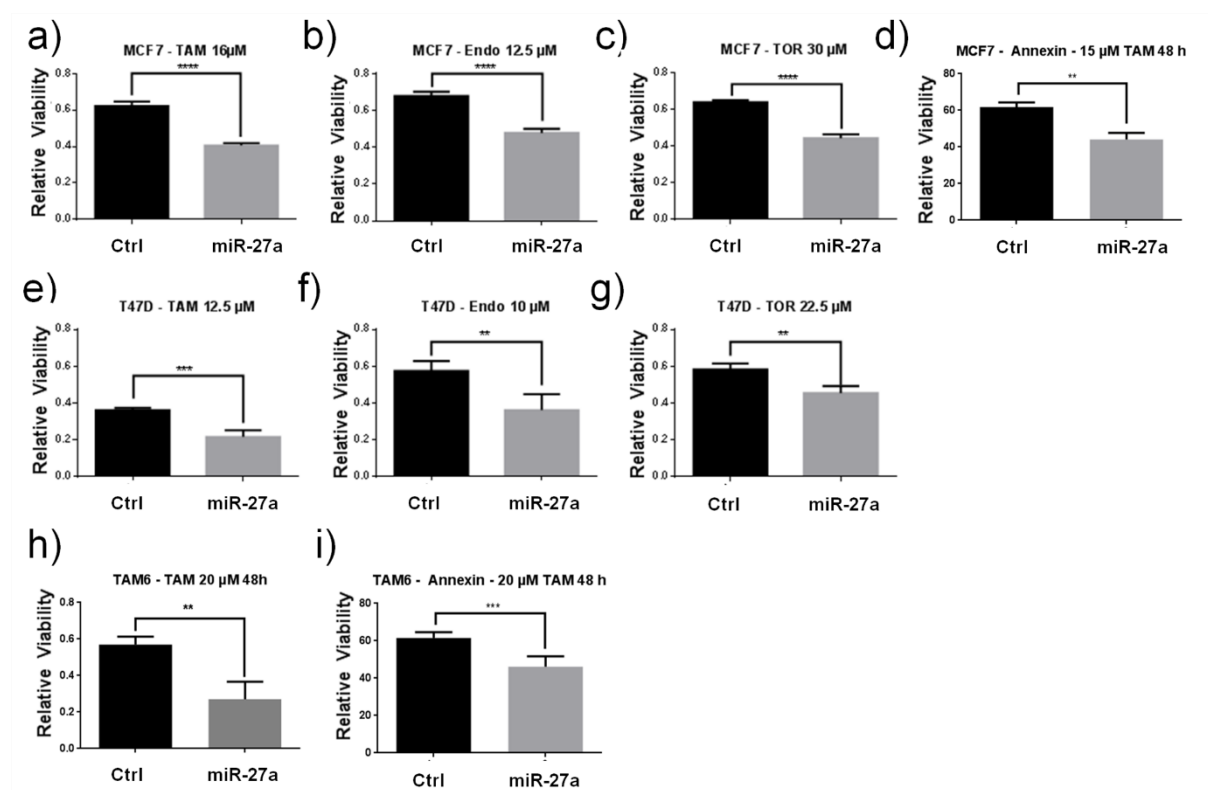 a)
MCF7 - TAM 16µM
****
Relative Viability
0.8
0.6
0.4
0.2
0.0
Ctrl
miR-27a
b)
MCF7 - Endo 12.5 µM
****
Relative Viability
0.8
0.6
0.4
0.2
0.0
Ctrl
miR-27a
c)
MCF7 - TOR 30 µM
****
Relative Viability
0.8
0.6
0.4
0.2
0.0
Ctrl
miR-27a
d)
MCF7 - Annexin - 15 µM TAM 48 h
**
Relative Viability
80
60
40
20
0
Ctrl
miR-27a
e)
T47D - TAM 12.5 µM
***
Relative Viability
0.8
0.6
0.4
0.2
0.0
Ctrl
miR-27a
f)
T47D - Endo 10 µM
**
Relative Viability
0.8
0.6
0.4
0.2
0.0
Ctrl
miR-27a
g)
T47D - TOR 22.5 µM
**
Relative Viability
0.8
0.6
0.4
0.2
0.0
Ctrl
miR-27a
h)
TAM6 - TAM 20 µM 48h
**
Relative Viability
0.8
0.6
0.4
0.2
0.0
Ctrl
miR-27a
i)
TAM6 - Annexin - 20 µM TAM 48 h
***
Relative Viability
80
60
40
20
0
Ctrl
miR-27a